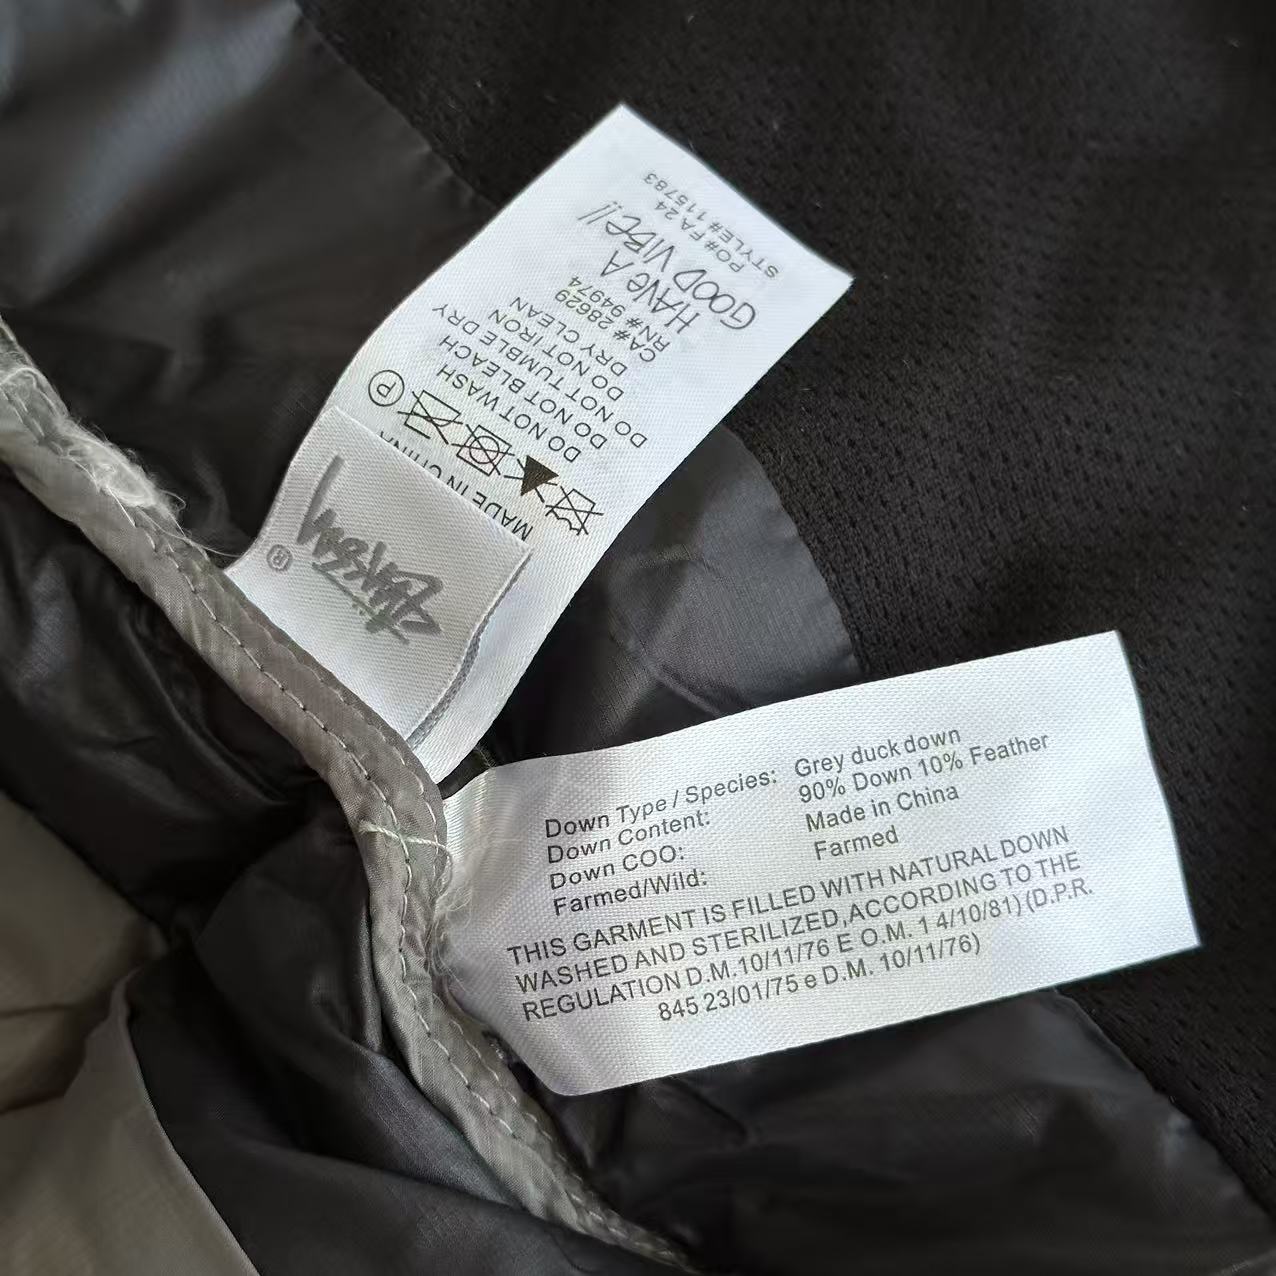 MADE IN CHINA
P
DO NOT WASH
DO NOT BLEACH
DO NOT TUMBLE DRY
DO NOT IRON
DRY CLEAN
CA# 28629
RN# 94974
HAVE A
GOOD VIBE!!
PO# FA 24
STYLE# 115783
®
Down Type / Species: Grey duck down
Down Content: 90% Down 10% Feather
Down COO: Made in China
Farmed/Wild: Farmed
THIS GARMENT IS FILLED WITH NATURAL DOWN
WASHED AND STERILIZED, ACCORDING TO THE
REGULATION D.M.10/11/76 E O.M. 1 4/10/81) (D.P.R.
845 23/01/75 e D.M. 10/11/76)